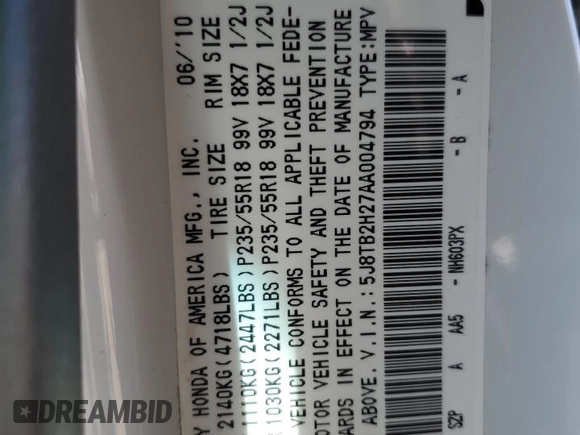 Y HONDA OF AMERICA MFG., INC. 06/'10
2140KG(4718LBS) TIRE SIZE RIM SIZE
1110KG(2447LBS)P235/55R18 99V 18X7 1/2J
1030KG(2271LBS)P235/55R18 99V 18X7 1/2J
VEHICLE CONFORMS TO ALL APPLICABLE FEDE-
OTOR VEHICLE SAFETY AND THEFT PREVENTION
ARDS IN EFFECT ON THE DATE OF MANUFACTURE
ABOVE. V.I.N.:5J8TB2H27AA004794 TYPE:MPV
SZP A AA5 -NH603PX -B -A
DREAMBID